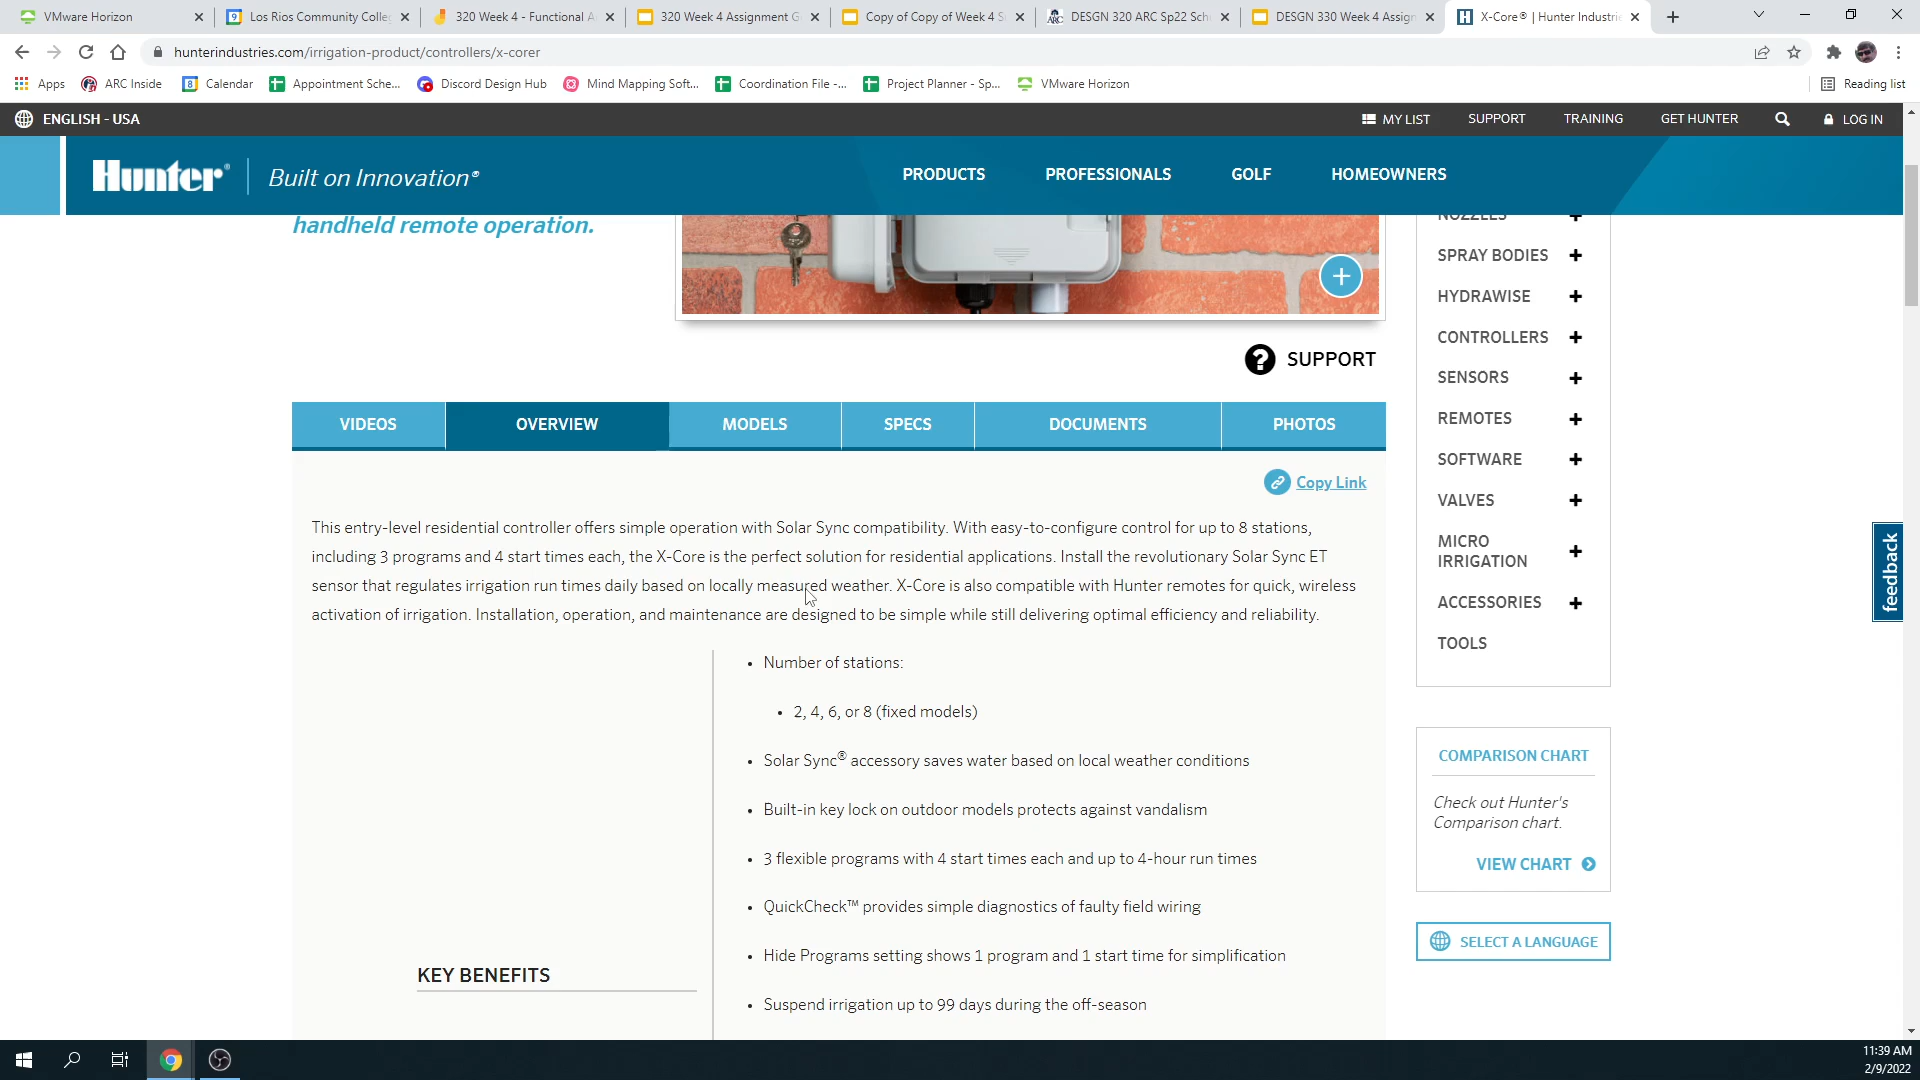 VMware Horizon
Los Rios Community Colle
320 Week 4 - Functional A
320 Week 4 Assignment G
Copy of Copy of Week 4 S
DESGN 320 ARC Sp22 Sch
DESGN 330 Week 4 Assign
X-Core® | Hunter Industrie
hunterindustries.com/irrigation-product/controllers/x-corer
Apps
ARC Inside
Calendar
Appointment Sche...
Discord Design Hub
Mind Mapping Soft...
Coordination File -...
Project Planner - Sp...
VMware Horizon
Reading list
ENGLISH - USA
MY LIST
SUPPORT
TRAINING
GET HUNTER
LOG IN
Hunter®
Built on Innovation®
PRODUCTS
PROFESSIONALS
GOLF
HOMEOWNERS
handheld remote operation.
SUPPORT
VIDEOS
OVERVIEW
MODELS
SPECS
DOCUMENTS
PHOTOS
Copy Link
This entry-level residential controller offers simple operation with Solar Sync compatibility. With easy-to-configure control for up to 8 stations,
including 3 programs and 4 start times each, the X-Core is the perfect solution for residential applications. Install the revolutionary Solar Sync ET
sensor that regulates irrigation run times daily based on locally measured weather. X-Core is also compatible with Hunter remotes for quick, wireless
activation of irrigation. Installation, operation, and maintenance are designed to be simple while still delivering optimal efficiency and reliability.
KEY BENEFITS
• Number of stations:
• 2, 4, 6, or 8 (fixed models)
• Solar Sync® accessory saves water based on local weather conditions
• Built-in key lock on outdoor models protects against vandalism
• 3 flexible programs with 4 start times each and up to 4-hour run times
• QuickCheck™ provides simple diagnostics of faulty field wiring
• Hide Programs setting shows 1 program and 1 start time for simplification
• Suspend irrigation up to 99 days during the off-season
NOZZLES
SPRAY BODIES
HYDRAWISE
CONTROLLERS
SENSORS
REMOTES
SOFTWARE
VALVES
MICRO
IRRIGATION
ACCESSORIES
TOOLS
COMPARISON CHART
Check out Hunter's
Comparison chart.
VIEW CHART
SELECT A LANGUAGE
feedback
11:39 AM
2/9/2022